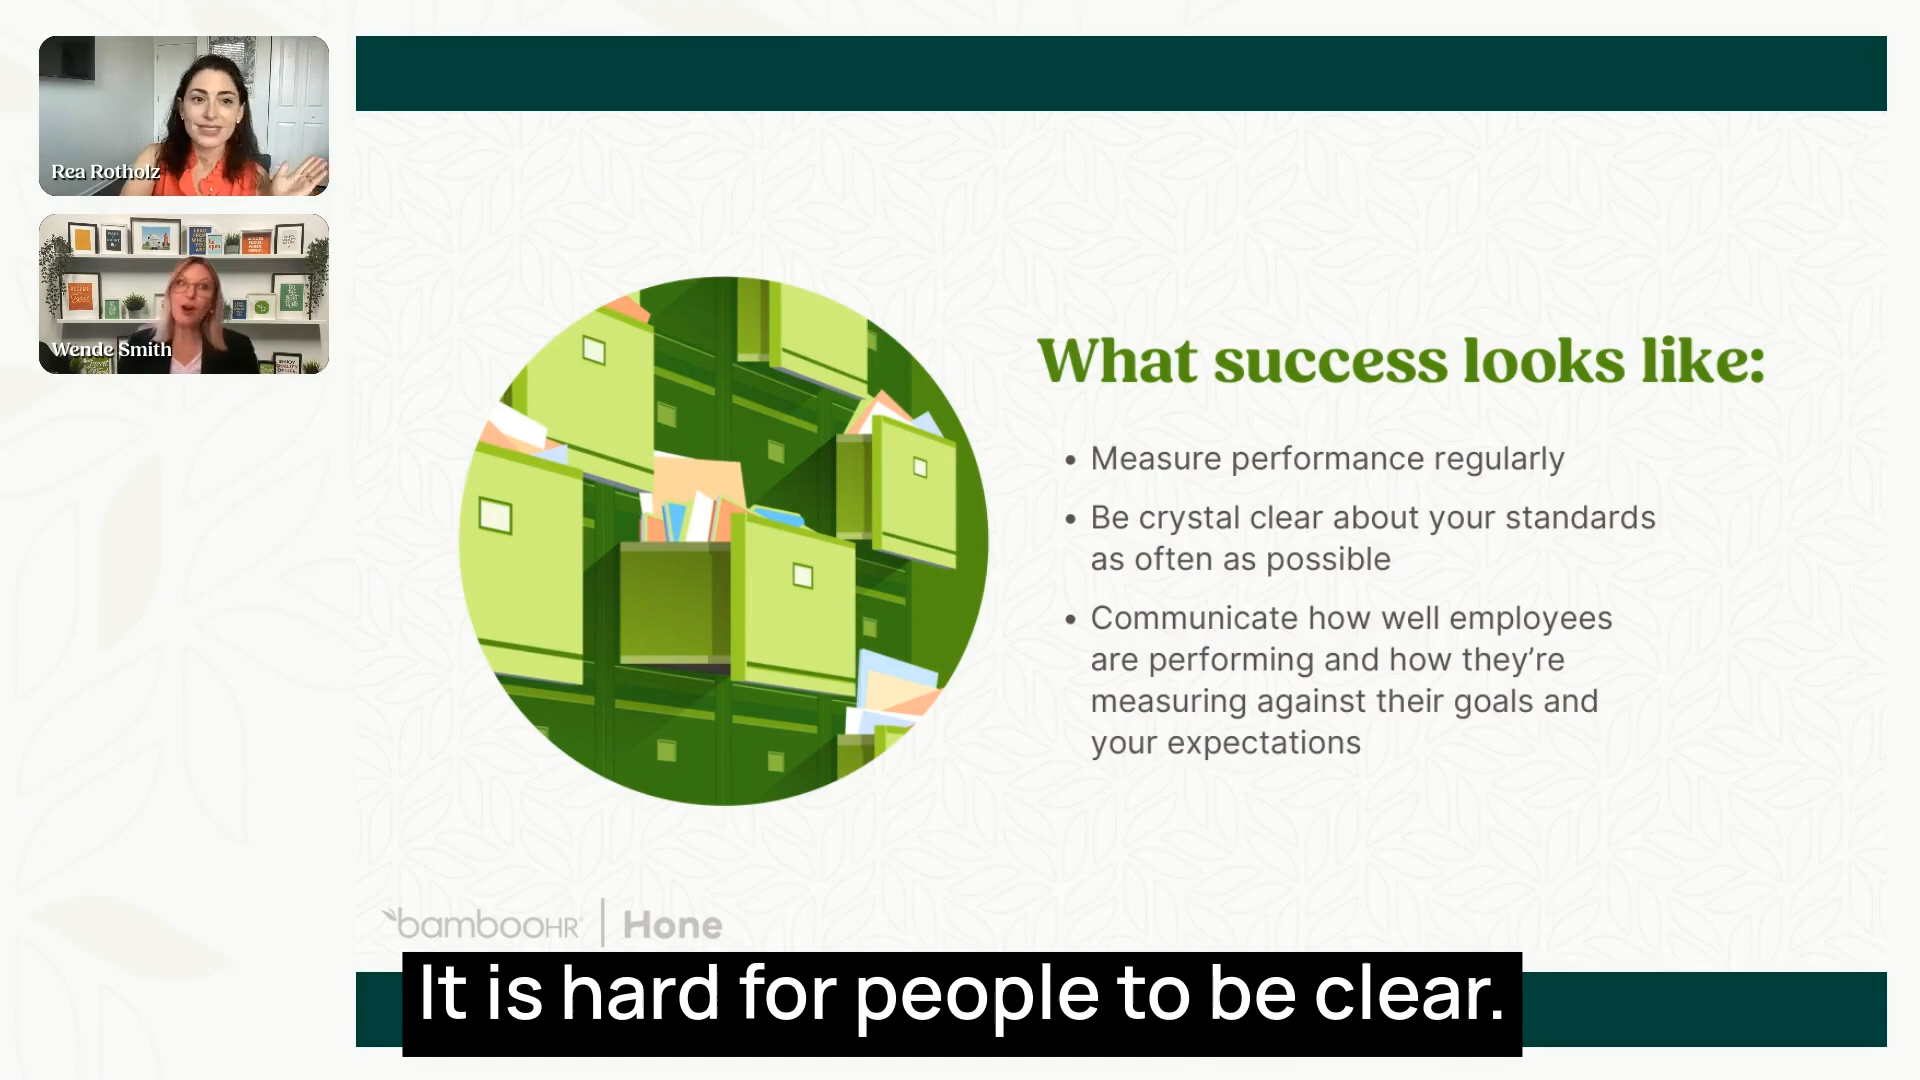 Rea Rotholz
Wende Smith
What success looks like:
• Measure performance regularly
• Be crystal clear about your standards
as often as possible
• Communicate how well employees
are performing and how they’re
measuring against their goals and
your expectations
bambooHR | Hone
It is hard for people to be clear.